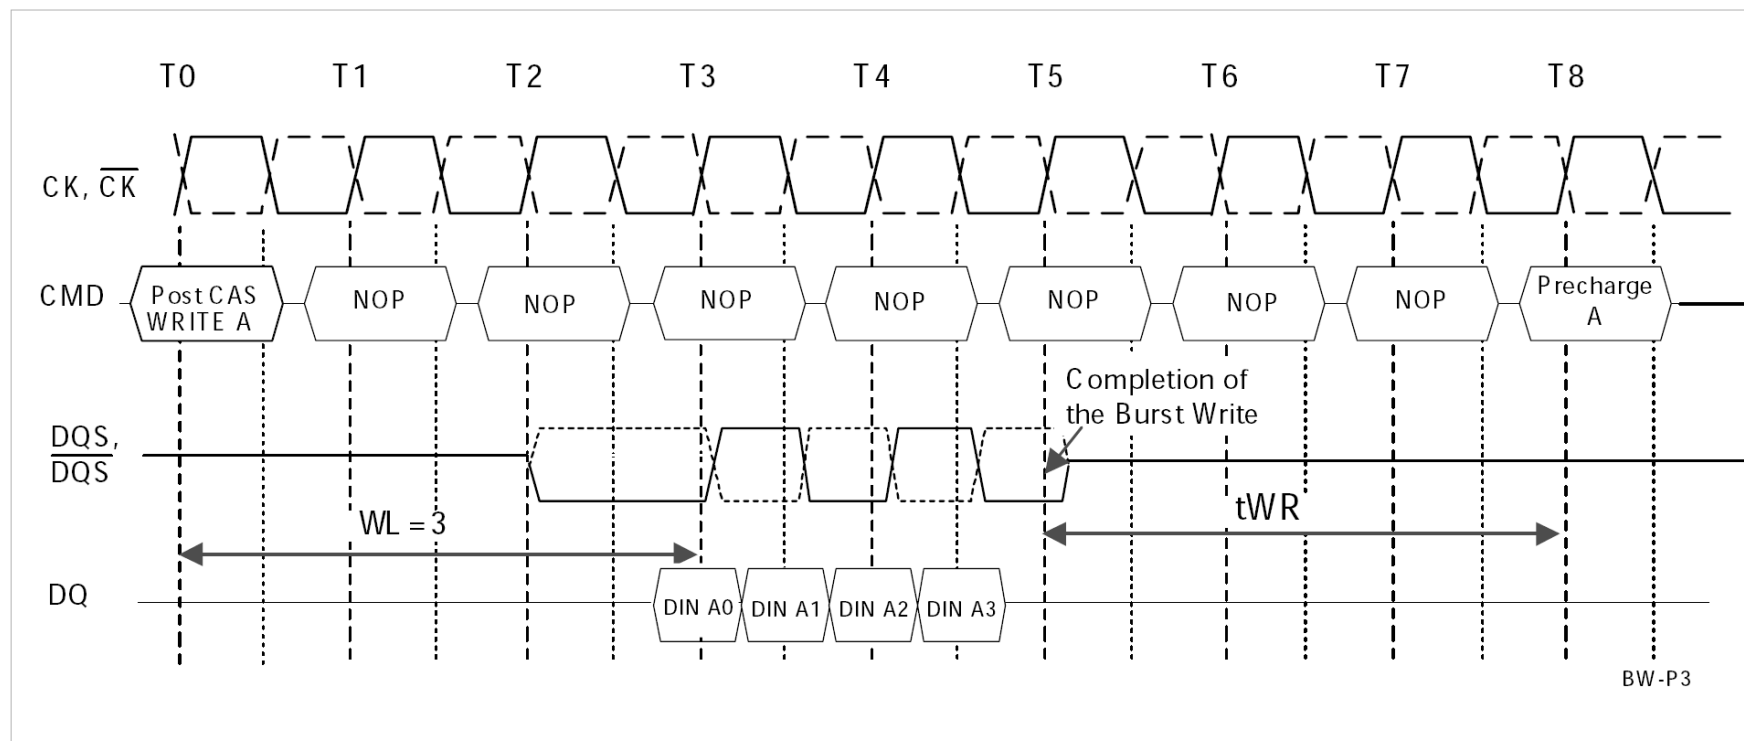 T0 T1 T2 T3 T4 T5 T6 T7 T8
CK, CK
CMD
Post CAS
WRITE A
NOP NOP NOP NOP NOP NOP NOP
Precharge
A
Completion of
the Burst Write
DQS,
DQS
WL = 3
tWR
DQ
DIN A0 DIN A1 DIN A2 DIN A3
BW-P3